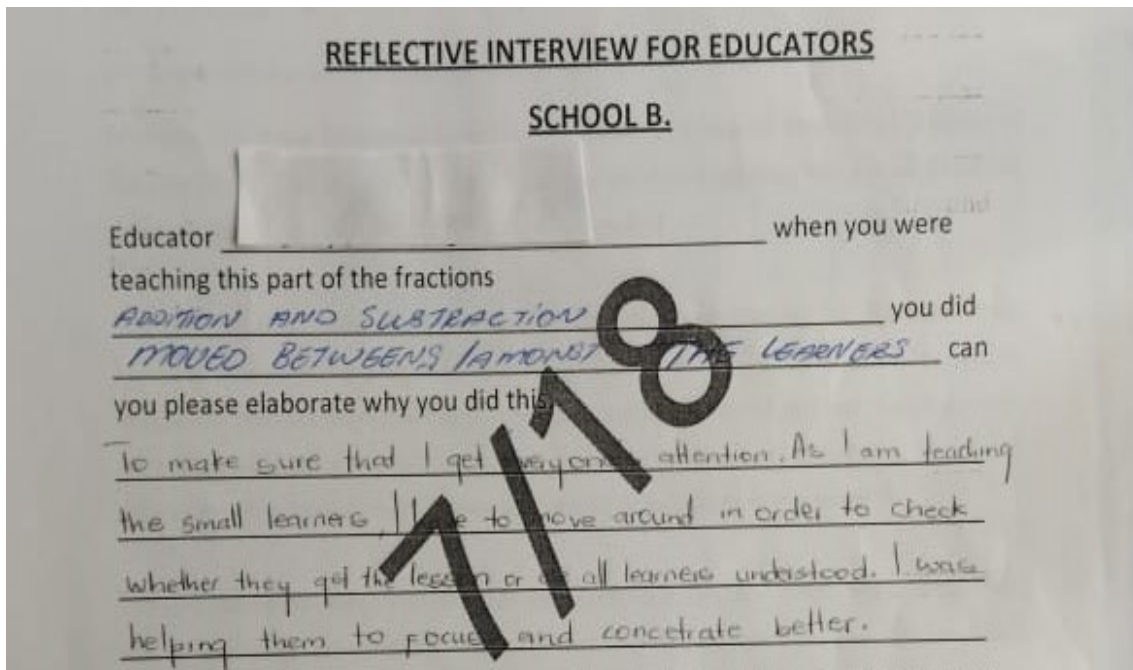 REFLECTIVE INTERVIEW FOR EDUCATORS
SCHOOL B.
Educator when you were
teaching this part of the fractions
ADDITION AND SUBSTRACTION you did
MOVED BETWEENS / AMONST THE LEARNERS can
you please elaborate why you did this
To make sure that I get attention. As I am teaching
the small learners, I to move around in order to check
whether they got the lesson or all learners understood. I was
helping them to focus and concetrate better.
7/18